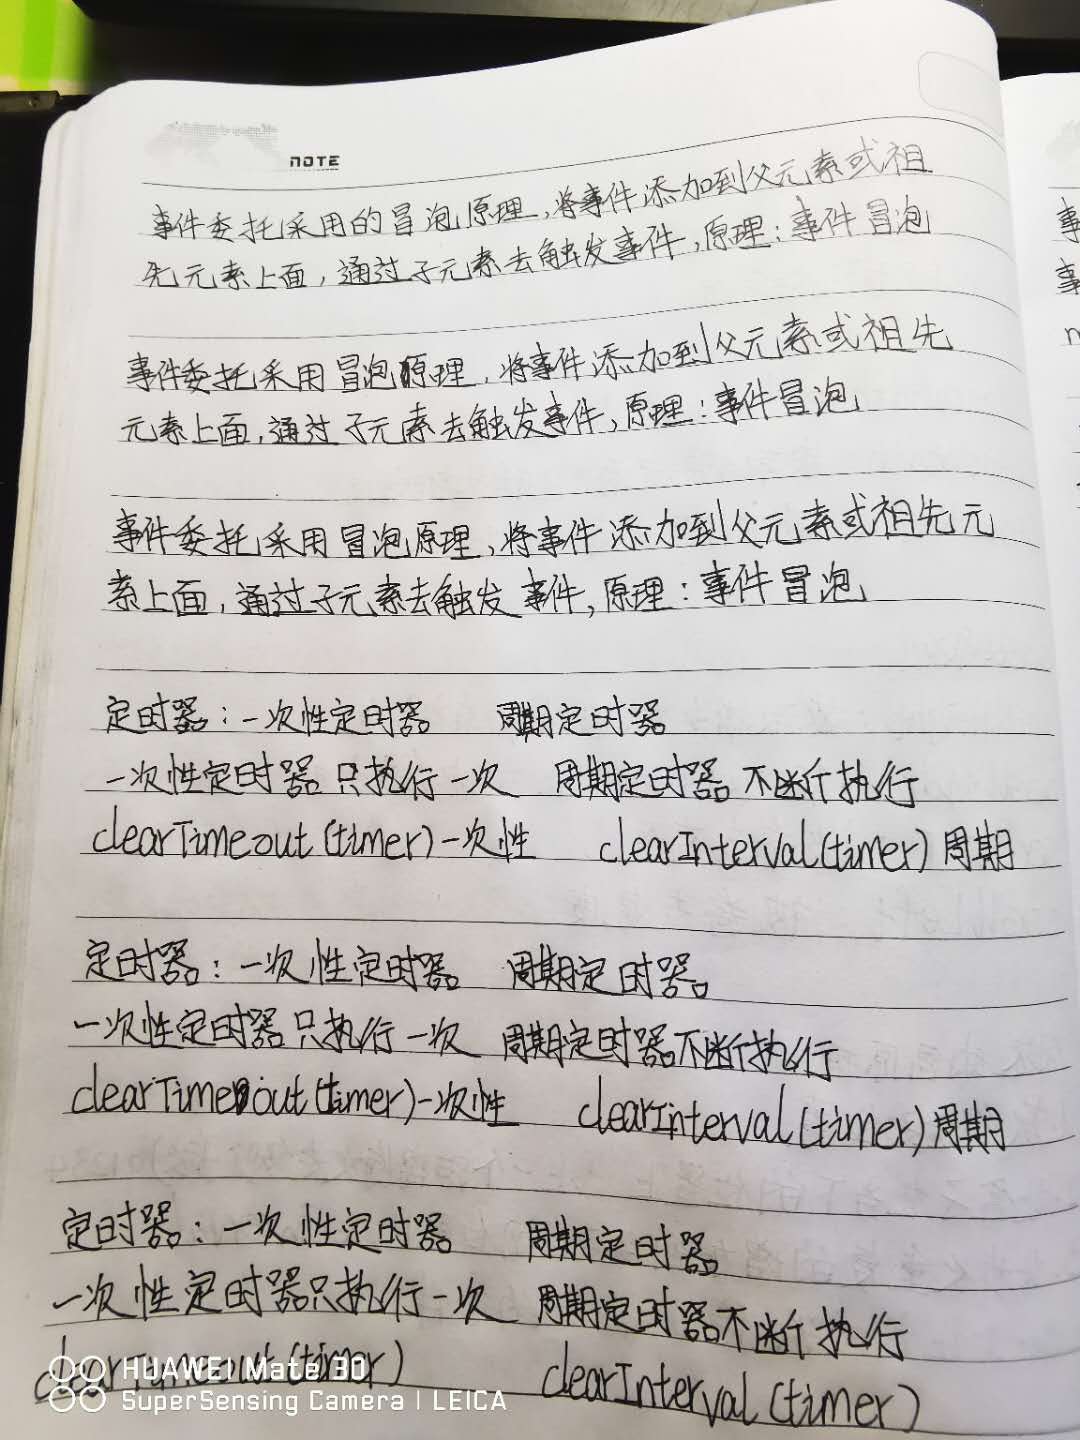 NOTE
事件委托采用的冒泡原理,将事件添加到父元素或祖
先元素上面,通过子元素去触发事件,原理:事件冒泡
事件委托采用冒泡原理,将事件添加到父元素或祖先
元素上面,通过子元素去触发事件,原理:事件冒泡
事件委托采用冒泡原理,将事件添加到父元素或祖先元
素上面,通过子元素去触发事件,原理:事件冒泡
定时器:一次性定时器 周期定时器
一次性定时器只执行一次 周期定时器不断执行
clearTimeout(timer)一次性 clearInterval(timer)周期
定时器:一次性定时器 周期定时器
一次性定时器只执行一次 周期定时器不断执行
clearTimeout(timer)一次性 clearInterval(timer)周期
定时器:一次性定时器 周期定时器
一次性定时器只执行一次 周期定时器不断执行
clearTimeout(timer) clearInterval(timer)
HUAWEI Mate 30
SuperSensing Camera | LEICA
事
事